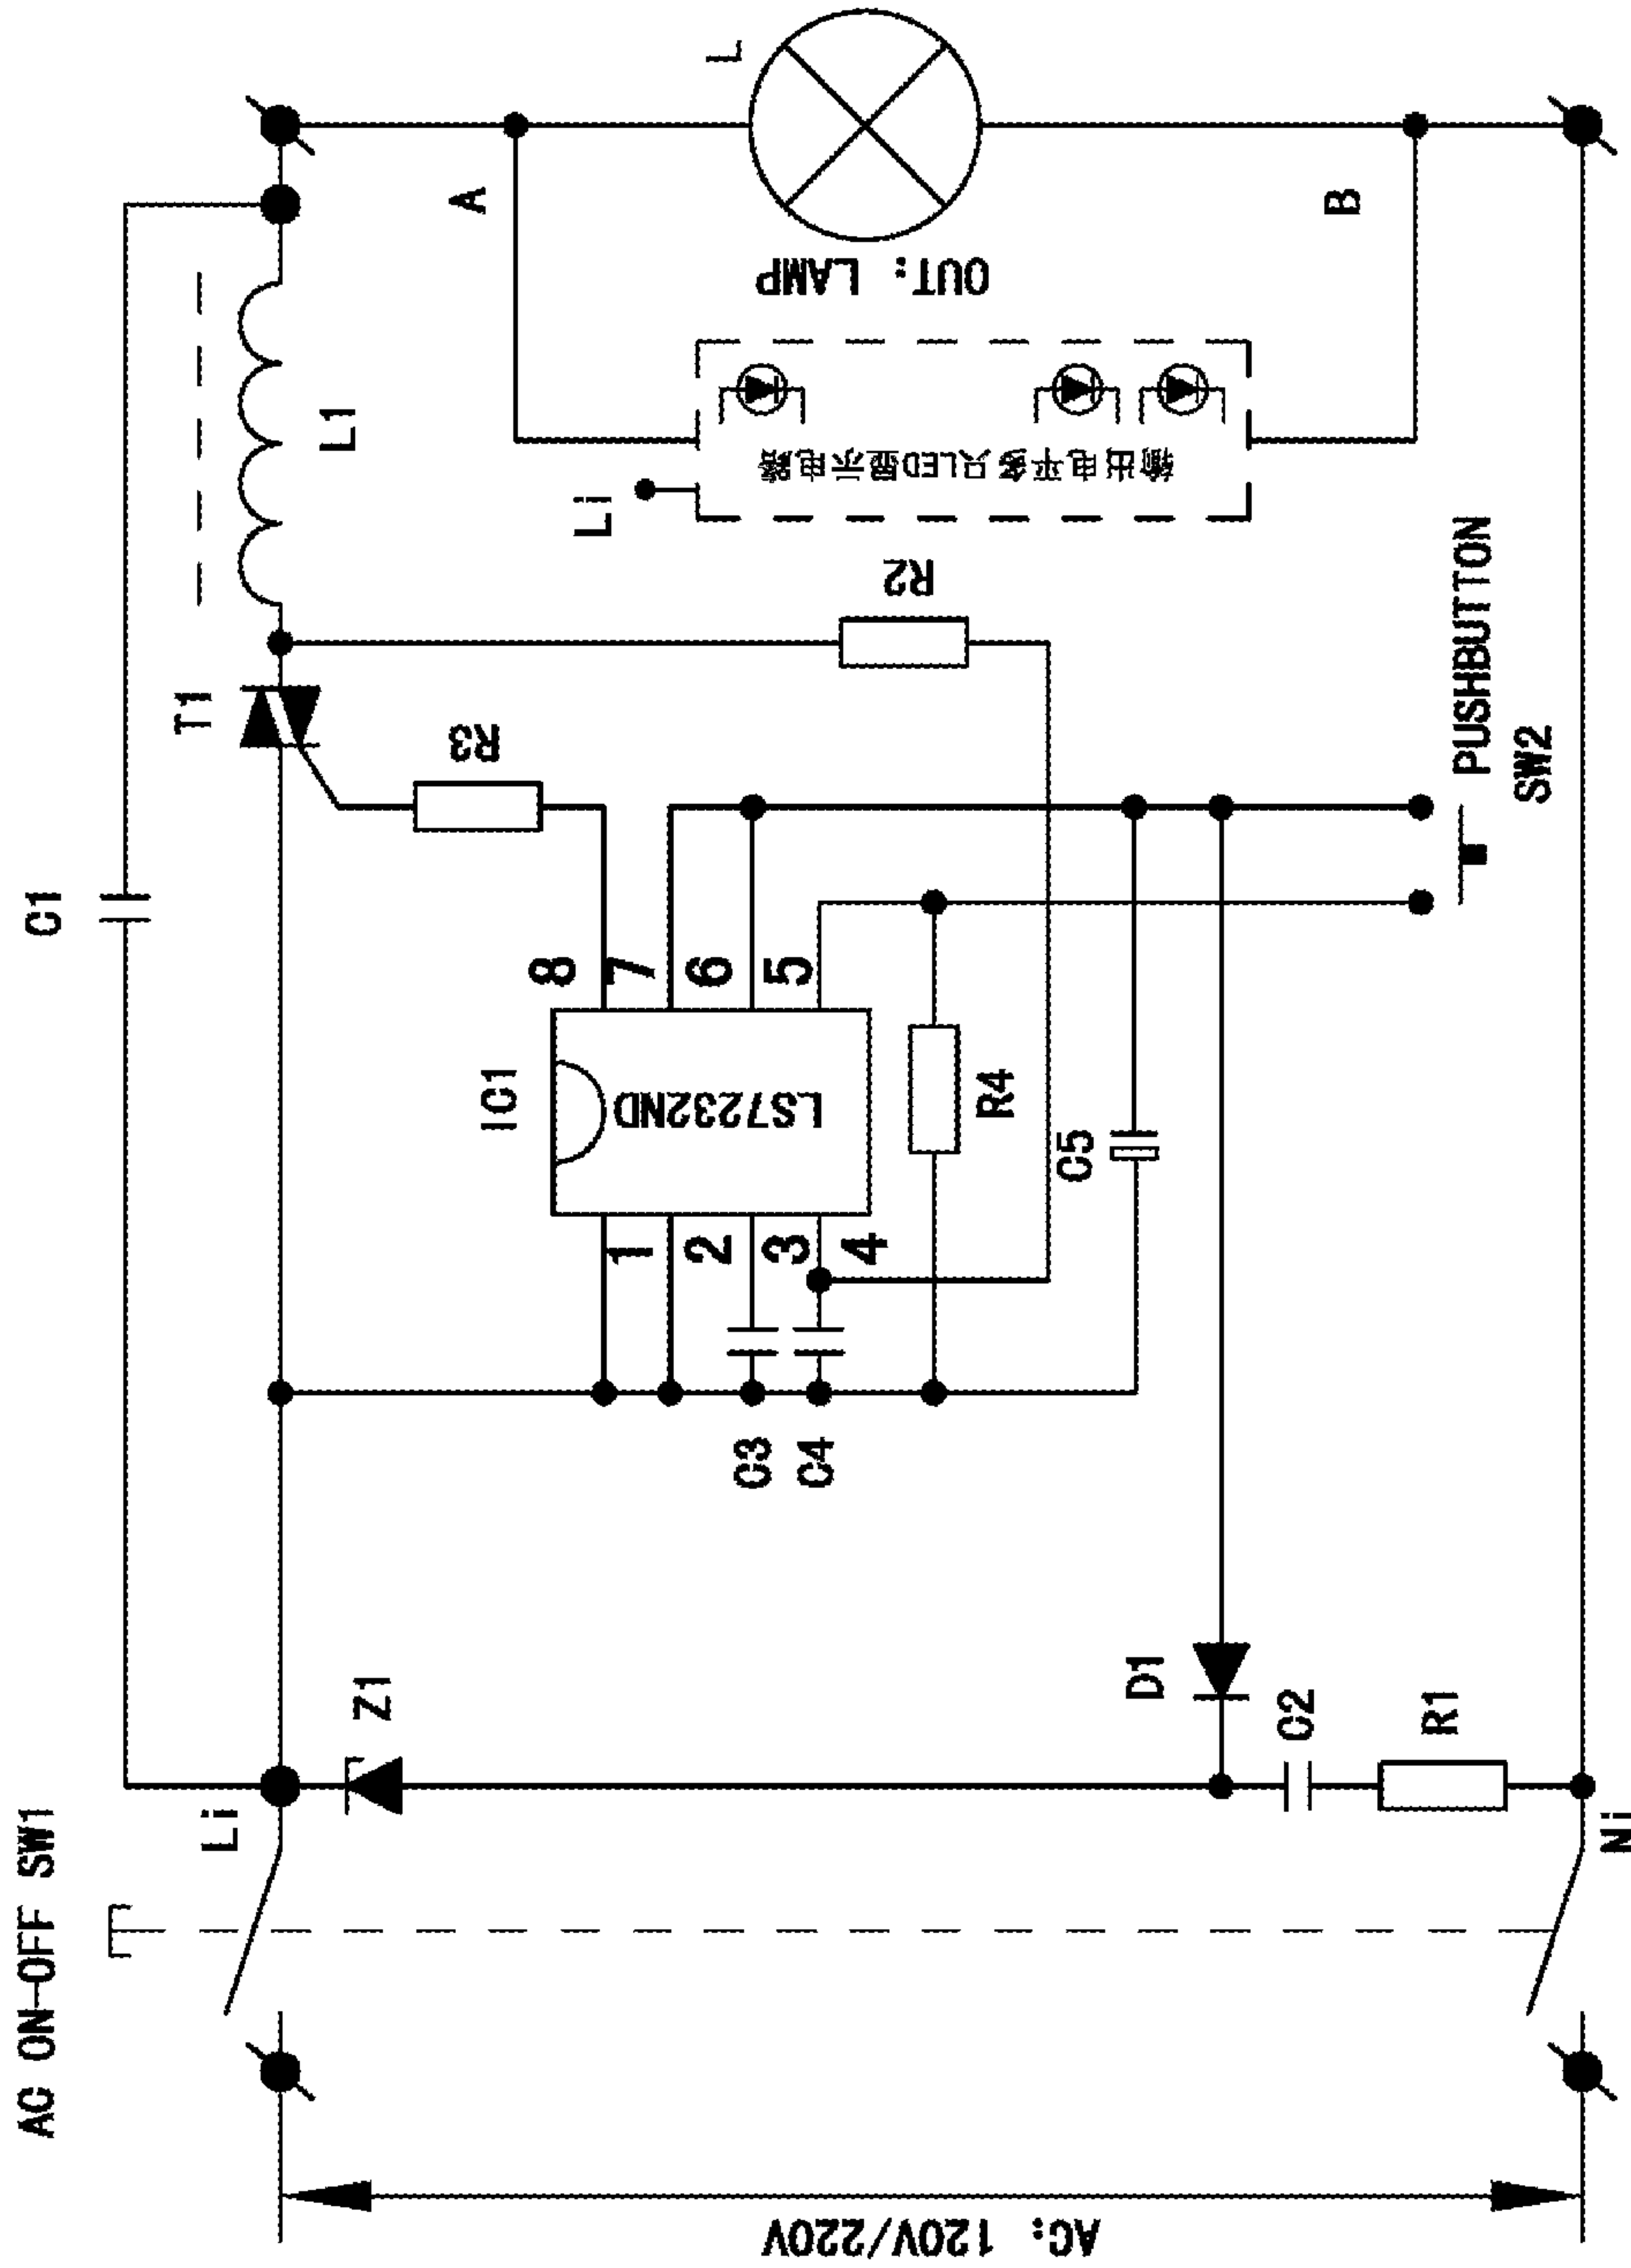 AC ON-OFF SW1
C1
T1
L1
Li
Z1
IC1
LS7232ND
8
7
6
5
1
2
3
4
R3
R2
R4
C3
C4
C5
D1
C2
R1
Ni
AC: 120V/220V
PUSHBUTTON
SW2
Li
输出电平多只LED显示电路
A
B
OUT: LAMP
L